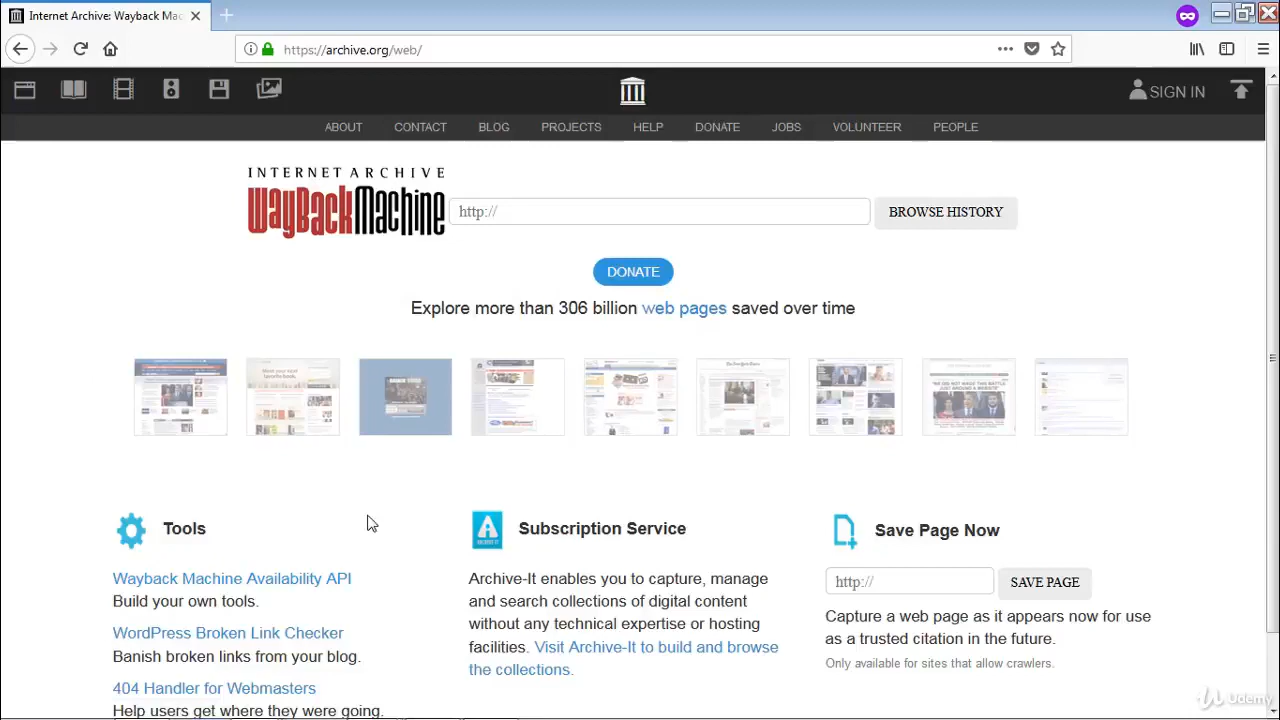 Internet Archive: Wayback Mac
https://archive.org/web/
SIGN IN
ABOUT CONTACT BLOG PROJECTS HELP DONATE JOBS VOLUNTEER PEOPLE
INTERNET ARCHIVE
WayBackMachine
http://
BROWSE HISTORY
DONATE
Explore more than 306 billion web pages saved over time
Tools
Wayback Machine Availability API
Build your own tools.
WordPress Broken Link Checker
Banish broken links from your blog.
404 Handler for Webmasters
Help users get where they were going.
Subscription Service
Archive-It enables you to capture, manage
and search collections of digital content
without any technical expertise or hosting
facilities. Visit Archive-It to build and browse
the collections.
Save Page Now
http://
SAVE PAGE
Capture a web page as it appears now for use
as a trusted citation in the future.
Only available for sites that allow crawlers.
Udemy